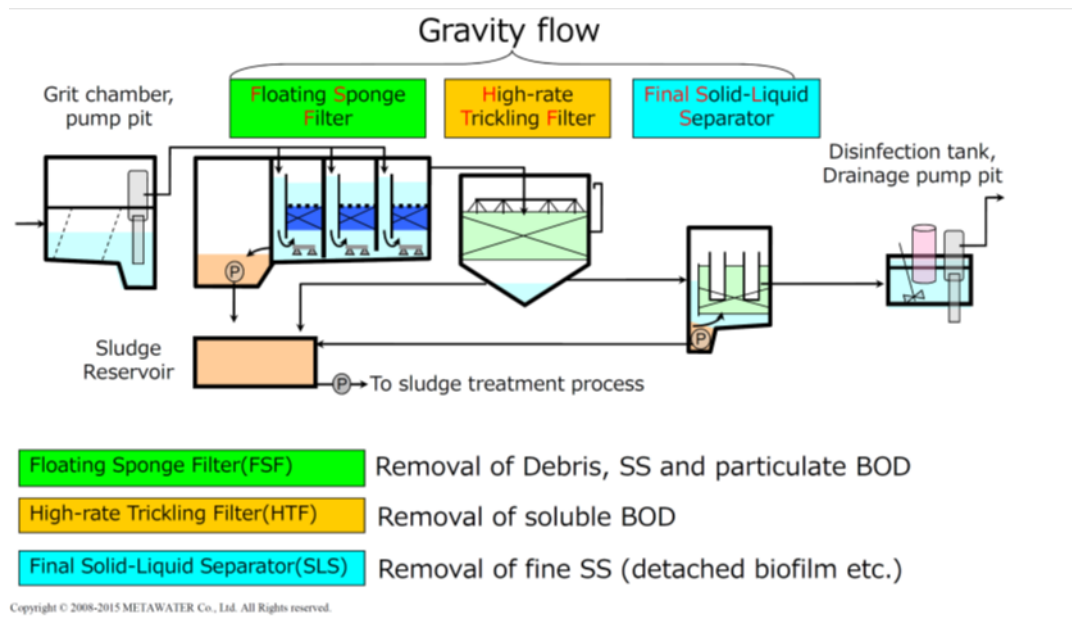 Gravity flow
Grit chamber,
pump pit
Floating Sponge
Filter
High-rate
Trickling Filter
Final Solid-Liquid
Separator
Disinfection tank,
Drainage pump pit
P
P
Sludge
Reservoir
P
To sludge treatment process
Floating Sponge Filter(FSF)
Removal of Debris, SS and particulate BOD
High-rate Trickling Filter(HTF)
Removal of soluble BOD
Final Solid-Liquid Separator(SLS)
Removal of fine SS (detached biofilm etc.)
Copyright © 2008-2015 METAWATER Co., Ltd. All Rights reserved.